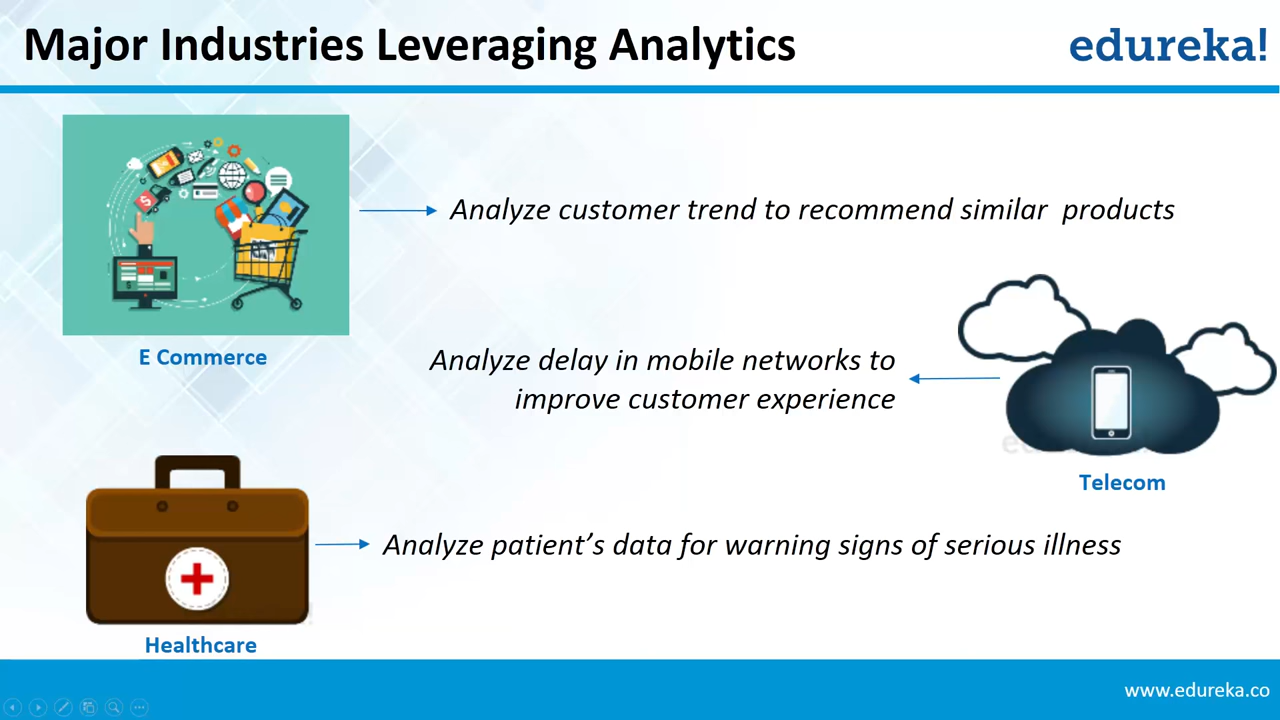 Major Industries Leveraging Analytics
edureka!
Analyze customer trend to recommend similar products
E Commerce
Analyze delay in mobile networks to
improve customer experience
Telecom
Analyze patient's data for warning signs of serious illness
Healthcare
www.edureka.co